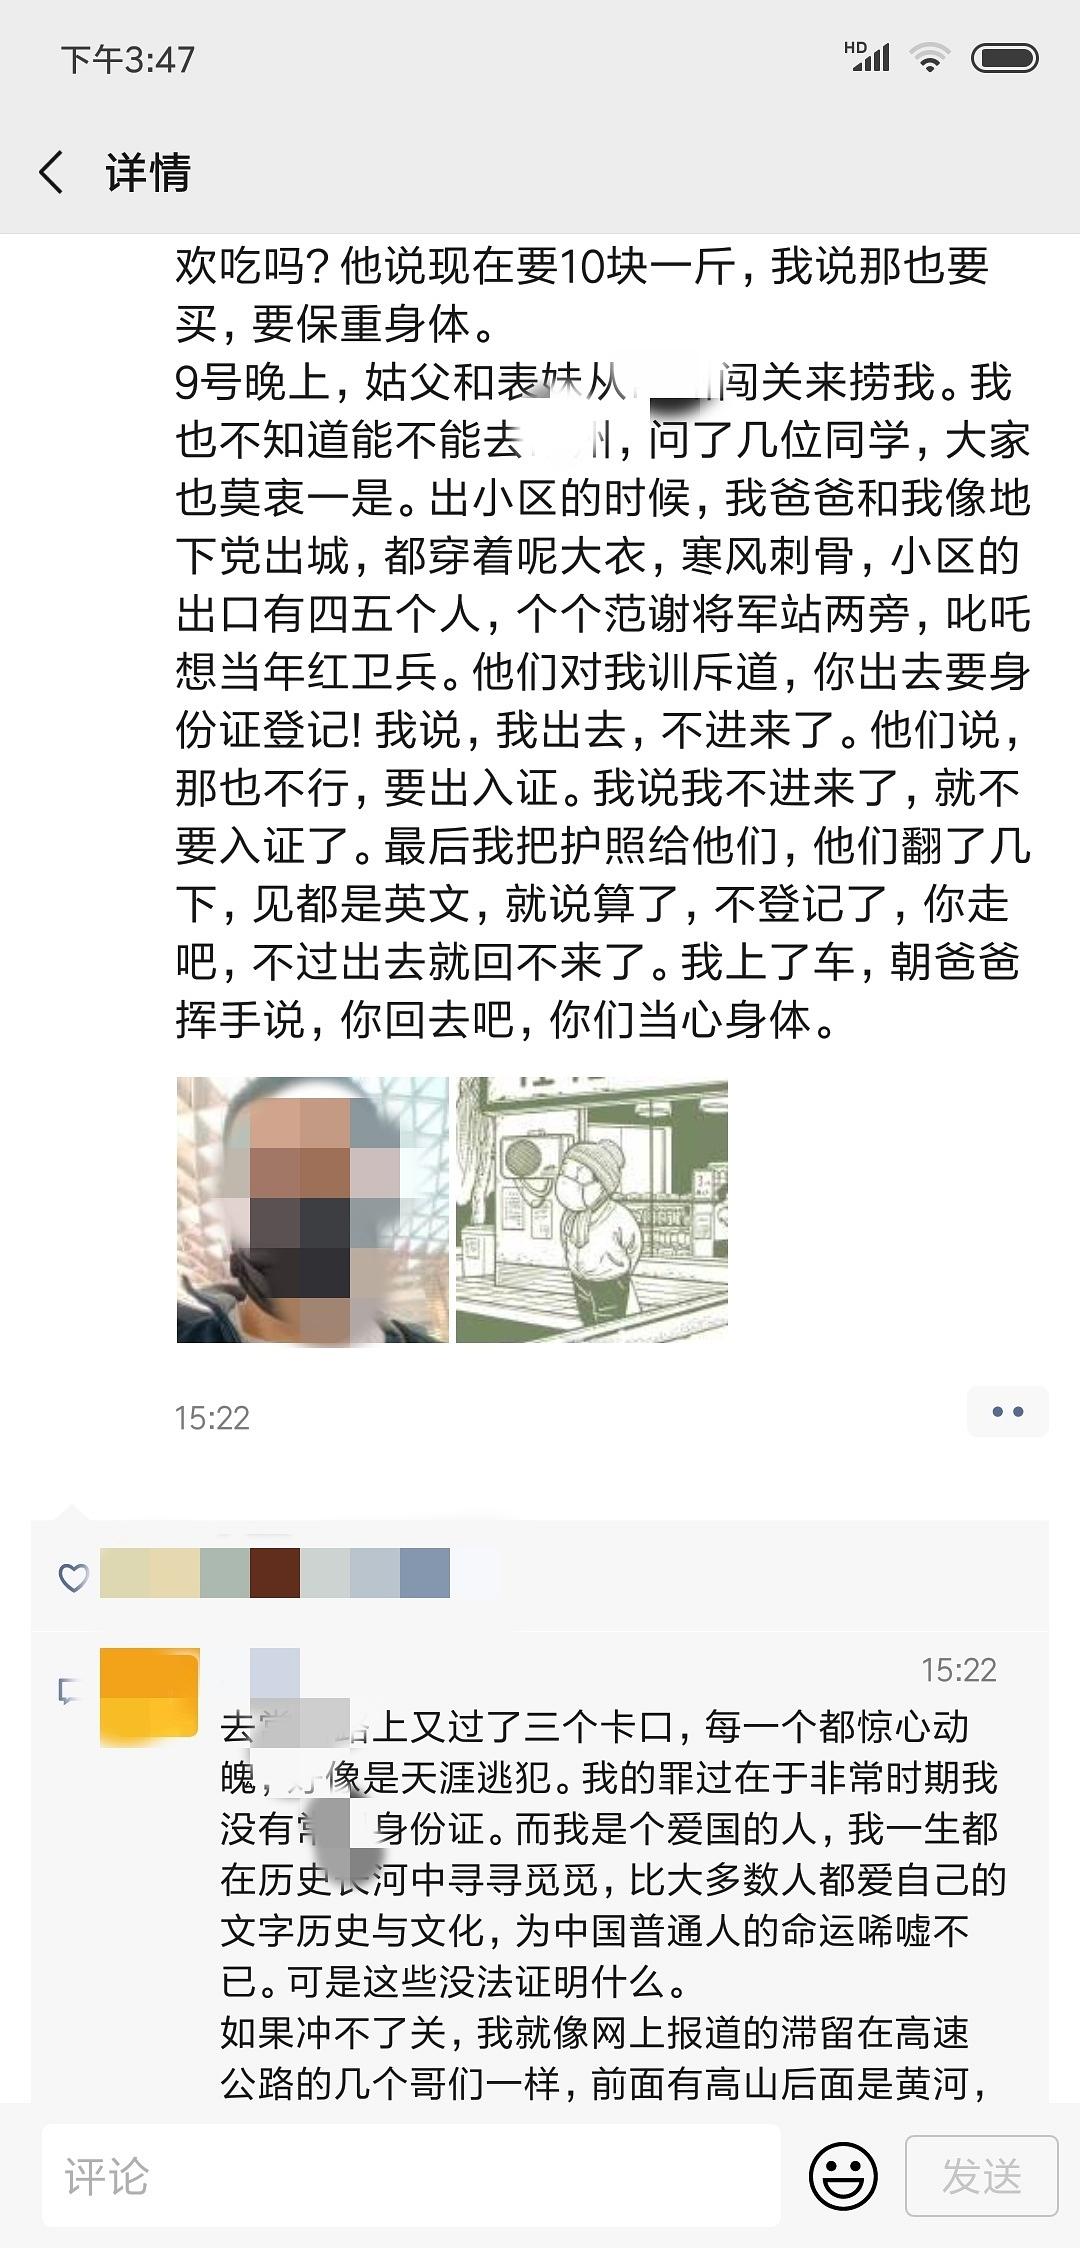 下午3:47
HD
详情
欢吃吗？他说现在要10块一斤，我说那也要
买，要保重身体。
9号晚上，姑父和表妹从闯关来捞我。我
也不知道能不能去州，问了几位同学，大家
也莫衷一是。出小区的时候，我爸爸和我像地
下党出城，都穿着呢大衣，寒风刺骨，小区的
出口有四五个人，个个范谢将军站两旁，叱吒
想当年红卫兵。他们对我训斥道，你出去要身
份证登记！我说，我出去，不进来了。他们说，
那也不行，要出入证。我说我不进来了，就不
要入证了。最后我把护照给他们，他们翻了几
下，见都是英文，就说算了，不登记了，你走
吧，不过出去就回不来了。我上了车，朝爸爸
挥手说，你回去吧，你们当心身体。
15:22
15:22
去路上又过了三个卡口，每一个都惊心动
魄，好像是天涯逃犯。我的罪过在于非常时期我
没有身份证。而我是个爱国的人，我一生都
在历史长河中寻寻觅觅，比大多数人都爱自己的
文字历史与文化，为中国普通人的命运唏嘘不
已。可是这些没法证明什么。
如果冲不了关，我就像网上报道的滞留在高速
公路的几个哥们一样，前面有高山后面是黄河，
评论
发送